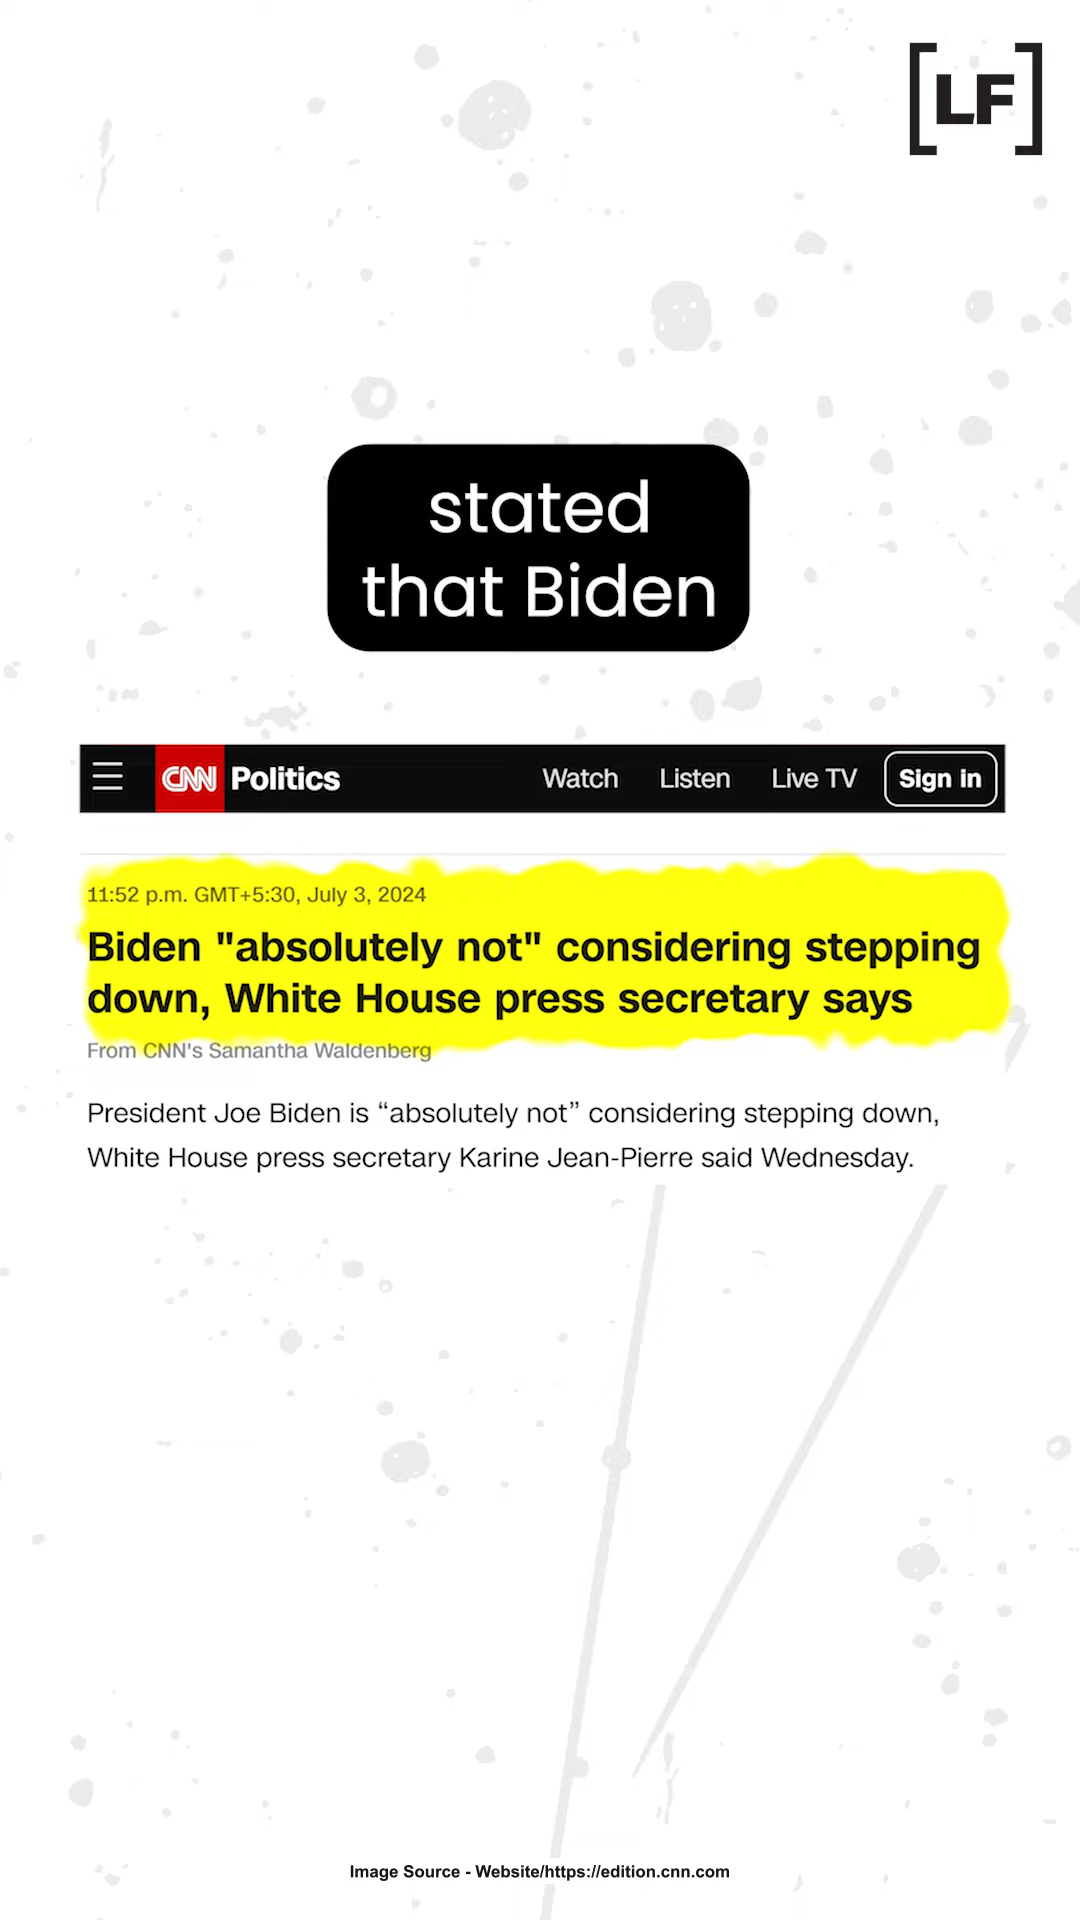 [LF]
stated
that Biden
CNN Politics Watch Listen Live TV Sign in
11:52 p.m. GMT+5:30, July 3, 2024
Biden "absolutely not" considering stepping
down, White House press secretary says
From CNN's Samantha Waldenberg
President Joe Biden is “absolutely not” considering stepping down,
White House press secretary Karine Jean-Pierre said Wednesday.
Image Source - Website/https://edition.cnn.com